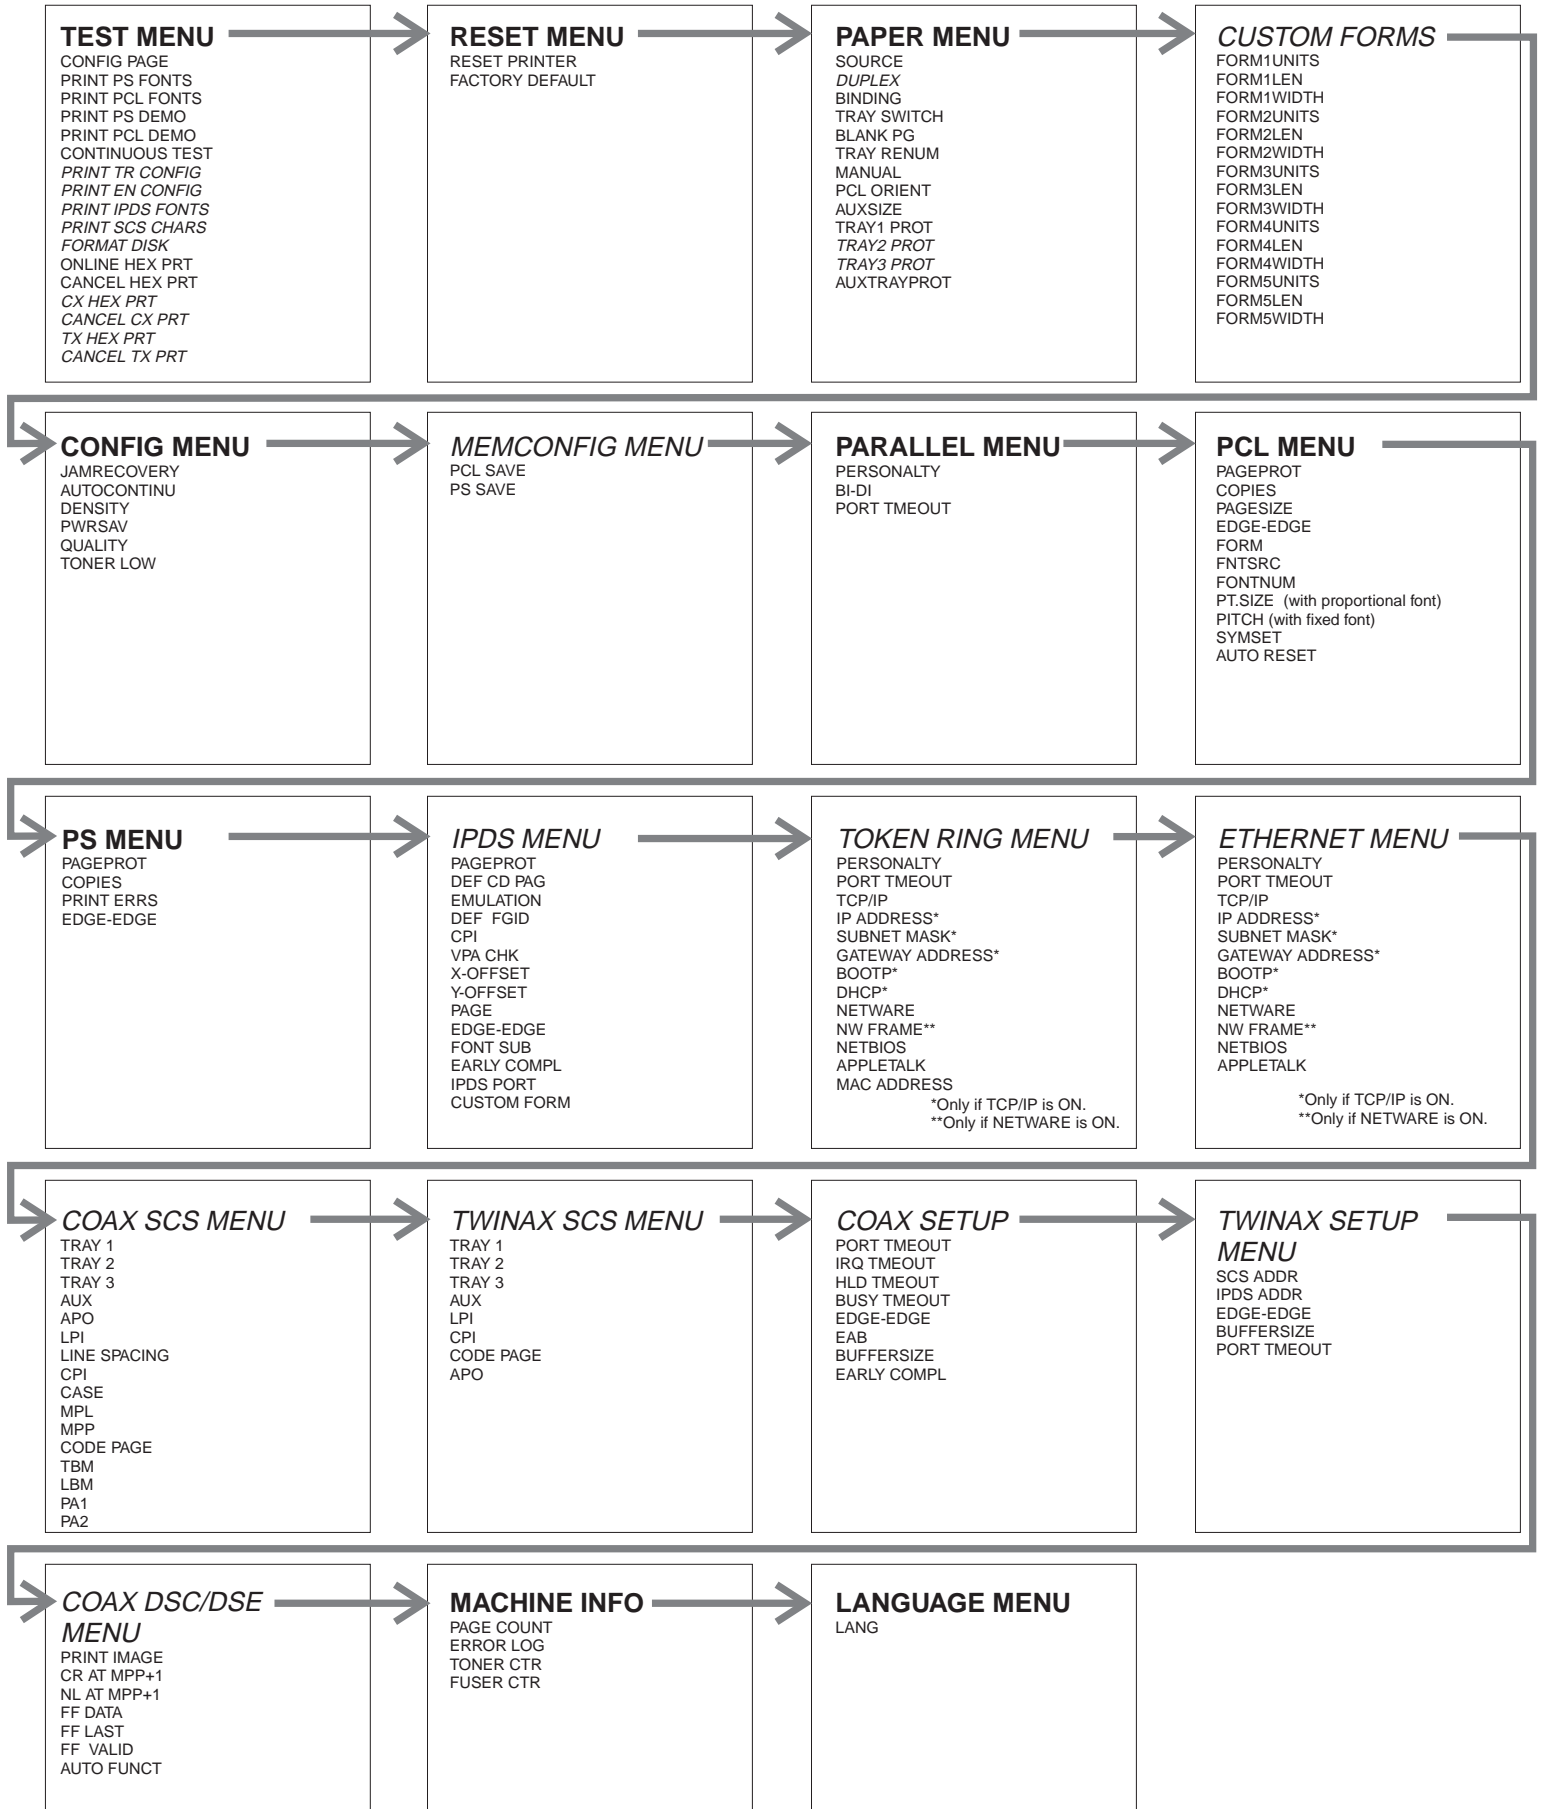 TEST MENU
CONFIG PAGE
PRINT PS FONTS
PRINT PCL FONTS
PRINT PS DEMO
PRINT PCL DEMO
CONTINUOUS TEST
PRINT TR CONFIG
PRINT EN CONFIG
PRINT IPDS FONTS
PRINT SCS CHARS
FORMAT DISK
ONLINE HEX PRT
CANCEL HEX PRT
CX HEX PRT
CANCEL CX PRT
TX HEX PRT
CANCEL TX PRT
RESET MENU
RESET PRINTER
FACTORY DEFAULT
PAPER MENU
SOURCE
DUPLEX
BINDING
TRAY SWITCH
BLANK PG
TRAY RENUM
MANUAL
PCL ORIENT
AUXSIZE
TRAY1 PROT
TRAY2 PROT
TRAY3 PROT
AUXTRAYPROT
CUSTOM FORMS
FORM1UNITS
FORM1LEN
FORM1WIDTH
FORM2UNITS
FORM2LEN
FORM2WIDTH
FORM3UNITS
FORM3LEN
FORM3WIDTH
FORM4UNITS
FORM4LEN
FORM4WIDTH
FORM5UNITS
FORM5LEN
FORM5WIDTH
CONFIG MENU
JAMRECOVERY
AUTOCONTINU
DENSITY
PWRSAV
QUALITY
TONER LOW
MEMCONFIG MENU
PCL SAVE
PS SAVE
PARALLEL MENU
PERSONALTY
BI-DI
PORT TMEOUT
PCL MENU
PAGEPROT
COPIES
PAGESIZE
EDGE-EDGE
FORM
FNTSRC
FONTNUM
PT.SIZE (with proportional font)
PITCH (with fixed font)
SYMSET
AUTO RESET
PS MENU
PAGEPROT
COPIES
PRINT ERRS
EDGE-EDGE
IPDS MENU
PAGEPROT
DEF CD PAG
EMULATION
DEF FGID
CPI
VPA CHK
X-OFFSET
Y-OFFSET
PAGE
EDGE-EDGE
FONT SUB
EARLY COMPL
IPDS PORT
CUSTOM FORM
TOKEN RING MENU
PERSONALTY
PORT TMEOUT
TCP/IP
IP ADDRESS*
SUBNET MASK*
GATEWAY ADDRESS*
BOOTP*
DHCP*
NETWARE
NW FRAME**
NETBIOS
APPLETALK
MAC ADDRESS
*Only if TCP/IP is ON.
**Only if NETWARE is ON.
ETHERNET MENU
PERSONALTY
PORT TMEOUT
TCP/IP
IP ADDRESS*
SUBNET MASK*
GATEWAY ADDRESS*
BOOTP*
DHCP*
NETWARE
NW FRAME**
NETBIOS
APPLETALK
*Only if TCP/IP is ON.
**Only if NETWARE is ON.
COAX SCS MENU
TRAY 1
TRAY 2
TRAY 3
AUX
APO
LPI
LINE SPACING
CPI
CASE
MPL
MPP
CODE PAGE
TBM
LBM
PA1
PA2
TWINAX SCS MENU
TRAY 1
TRAY 2
TRAY 3
AUX
LPI
CPI
CODE PAGE
APO
COAX SETUP
PORT TMEOUT
IRQ TMEOUT
HLD TMEOUT
BUSY TMEOUT
EDGE-EDGE
EAB
BUFFERSIZE
EARLY COMPL
TWINAX SETUP
MENU
SCS ADDR
IPDS ADDR
EDGE-EDGE
BUFFERSIZE
PORT TMEOUT
COAX DSC/DSE
MENU
PRINT IMAGE
CR AT MPP+1
NL AT MPP+1
FF DATA
FF LAST
FF VALID
AUTO FUNCT
MACHINE INFO
PAGE COUNT
ERROR LOG
TONER CTR
FUSER CTR
LANGUAGE MENU
LANG